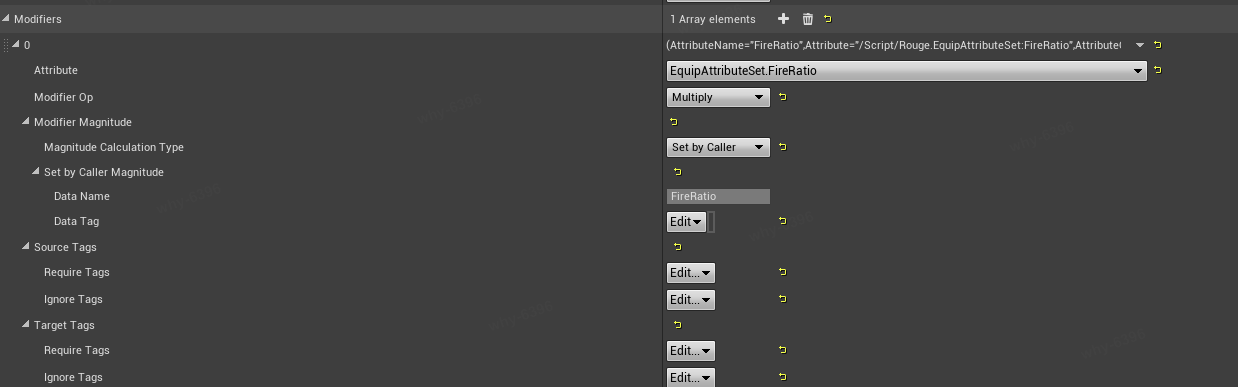 Modifiers 1 Array elements
0 (AttributeName="FireRatio",Attribute="/Script/Rouge.EquipAttributeSet:FireRatio",Attribute
Attribute EquipAttributeSet.FireRatio
Modifier Op Multiply
Modifier Magnitude
Magnitude Calculation Type Set by Caller
Set by Caller Magnitude
Data Name FireRatio
Data Tag Edit
Source Tags
Require Tags Edit...
Ignore Tags Edit...
Target Tags
Require Tags Edit...
Ignore Tags Edit...